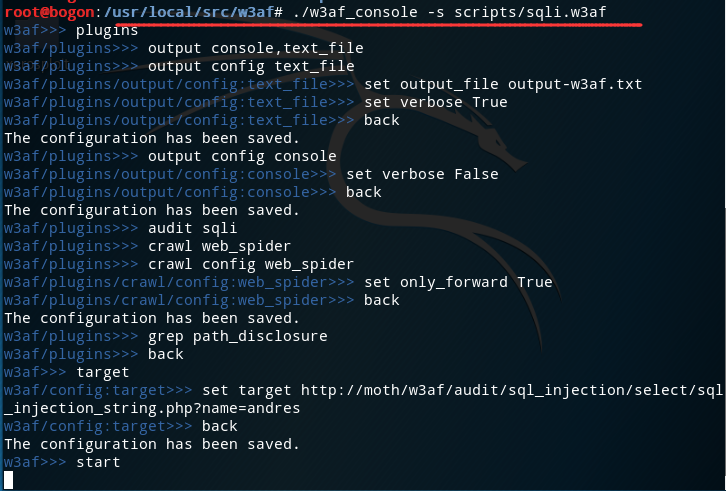 root@bogon:/usr/local/src/w3af# ./w3af_console -s scripts/sqli.w3af
w3af>>> plugins
w3af/plugins>>> output console,text_file
w3af/plugins>>> output config text_file
w3af/plugins/output/config:text_file>>> set output_file output-w3af.txt
w3af/plugins/output/config:text_file>>> set verbose True
w3af/plugins/output/config:text_file>>> back
The configuration has been saved.
w3af/plugins>>> output config console
w3af/plugins/output/config:console>>> set verbose False
w3af/plugins/output/config:console>>> back
The configuration has been saved.
w3af/plugins>>> audit sqli
w3af/plugins>>> crawl web_spider
w3af/plugins>>> crawl config web_spider
w3af/plugins/crawl/config:web_spider>>> set only_forward True
w3af/plugins/crawl/config:web_spider>>> back
The configuration has been saved.
w3af/plugins>>> grep path_disclosure
w3af/plugins>>> back
w3af>>> target
w3af/config:target>>> set target http://moth/w3af/audit/sql_injection/select/sql
_injection_string.php?name=andres
w3af/config:target>>> back
The configuration has been saved.
w3af>>> start